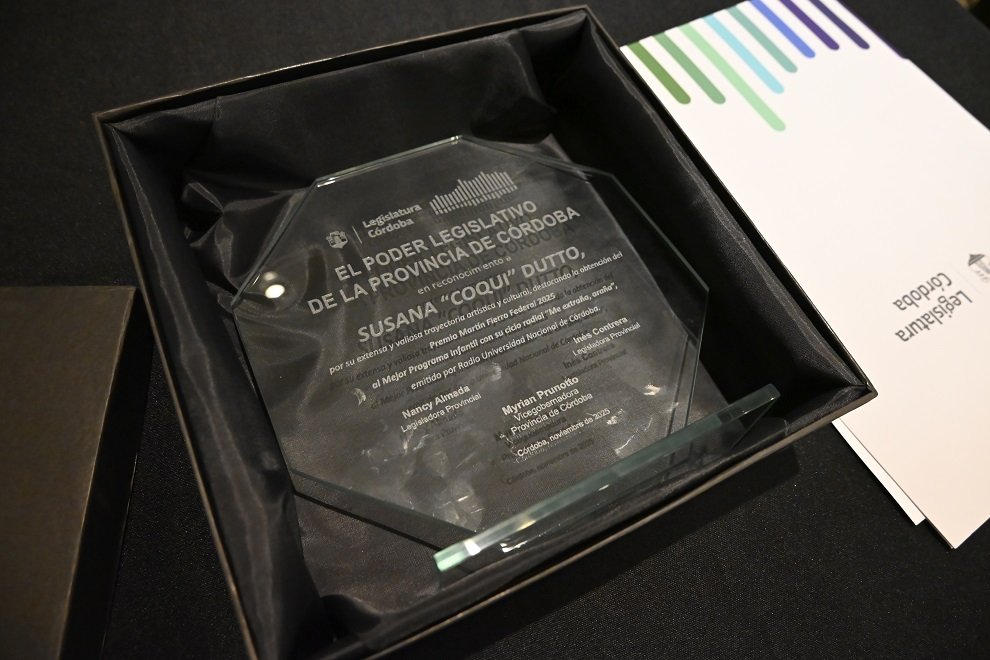 Legislatura
Córdoba
EL PODER LEGISLATIVO
DE LA PROVINCIA DE CÓRDOBA
en reconocimiento a
SUSANA "COQUI" DUTTO,
por su extensa y valiosa trayectoria artística y cultural, destacando la obtención del
Premio Martín Fierro Federal 2025
al Mejor Programa Infantil con su ciclo radial "Me extraña, araña",
emitido por Radio Universidad Nacional de Córdoba.
Inés Contrera
Legisladora Provincial
Nancy Almada
Legisladora Provincial
Myrian Prunotto
Vicegobernadora
Provincia de Córdoba
Córdoba, noviembre de 2025
Legislatura
Córdoba